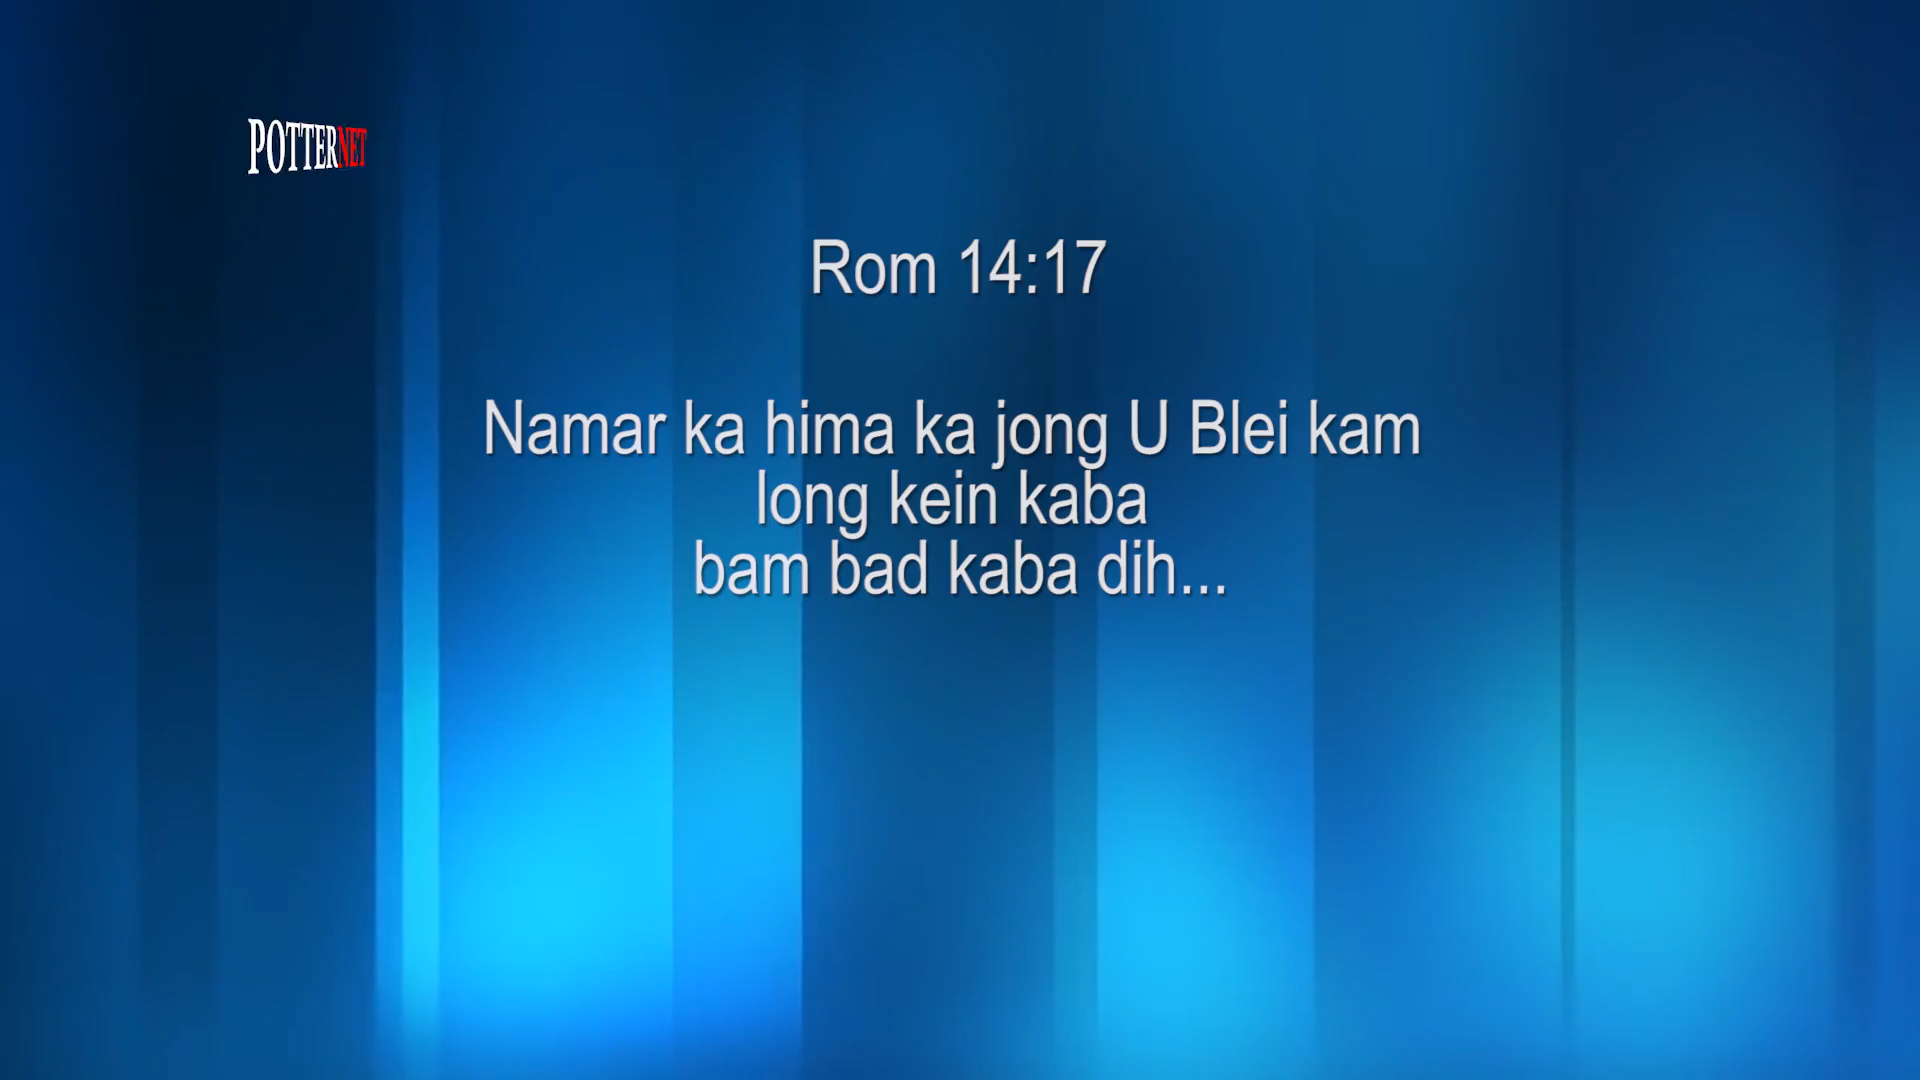 POTTERNET
Rom 14:17
Namar ka hima ka jong U Blei kam
long kein kaba
bam bad kaba dih...